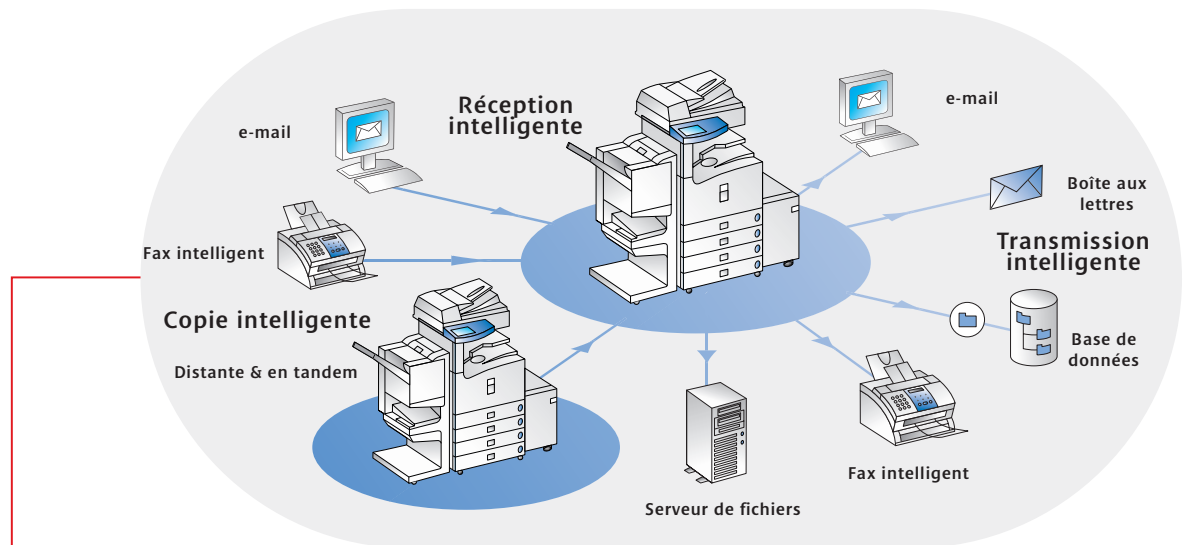 e-mail
Réception
intelligente
e-mail
Boîte aux
lettres
Fax intelligent
Transmission
intelligente
Copie intelligente
Distante & en tandem
Base de
données
Fax intelligent
Serveur de fichiers